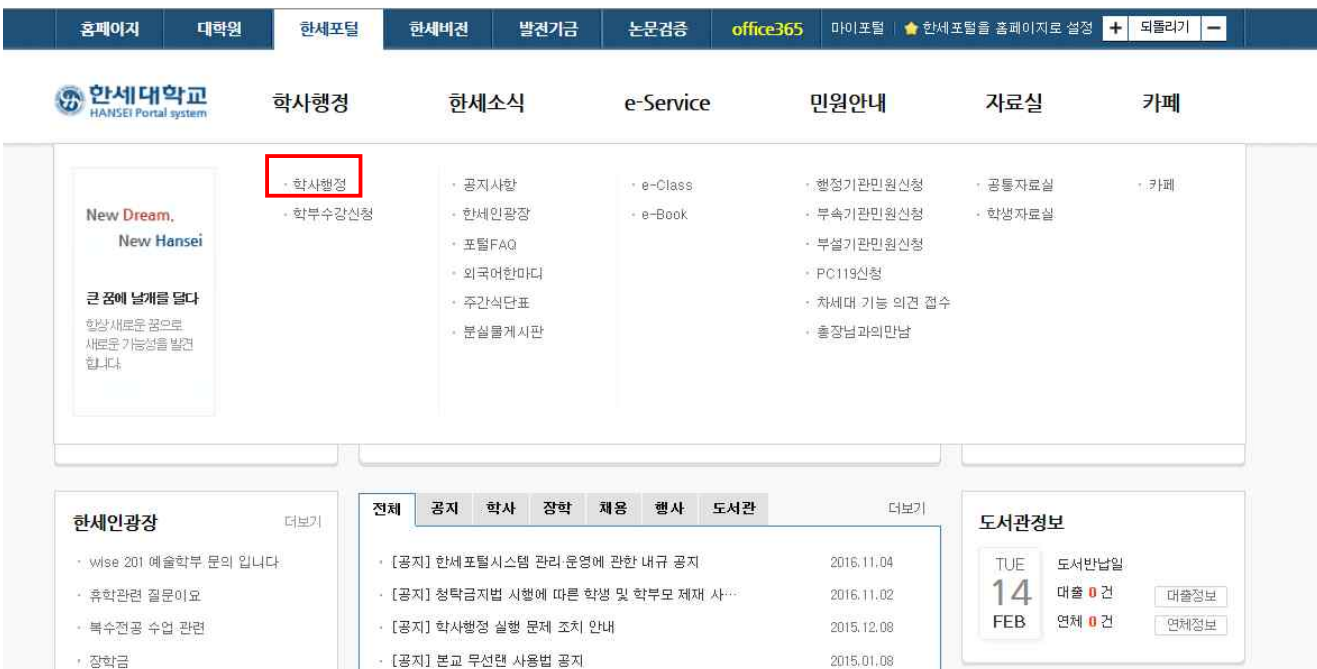 홈페이지 대학원 한세포털 한세비전 발전기금 논문검증 office365 마이포털 한세포털을 홈페이지로 설정 + 되돌리기 −
한세대학교
HANSEI Portal system
학사행정 한세소식 e-Service 민원안내 자료실 카페
New Dream,
New Hansei
큰 꿈에 날개를 달다
항상 새로운 꿈으로
새로운 가능성을 발견
합니다.
· 학사행정
· 학부수강신청
· 공지사항
· 한세인광장
· 포털FAQ
· 외국어한마디
· 주간식단표
· 분실물게시판
· e-Class
· e-Book
· 행정기관민원신청
· 부속기관민원신청
· 부설기관민원신청
· PC119신청
· 차세대 기능 의견 접수
· 총장님과의만남
· 공통자료실
· 학생자료실
· 카페
한세인광장 더보기
· wise 201 예술학부 문의 입니다
· 휴학관련 질문이요
· 복수전공 수업 관련
· 장학금
전체 공지 학사 장학 채용 행사 도서관 더보기
· [공지] 한세포털시스템 관리·운영에 관한 내규 공지 2016.11.04
· [공지] 청탁금지법 시행에 따른 학생 및 학부모 제재 사… 2016.11.02
· [공지] 학사행정 실행 문제 조치 안내 2015.12.08
· [공지] 본교 무선랜 사용법 공지 2015.01.08
도서관정보
TUE
14
FEB
도서반납일
대출 0 건 대출정보
연체 0 건 연체정보